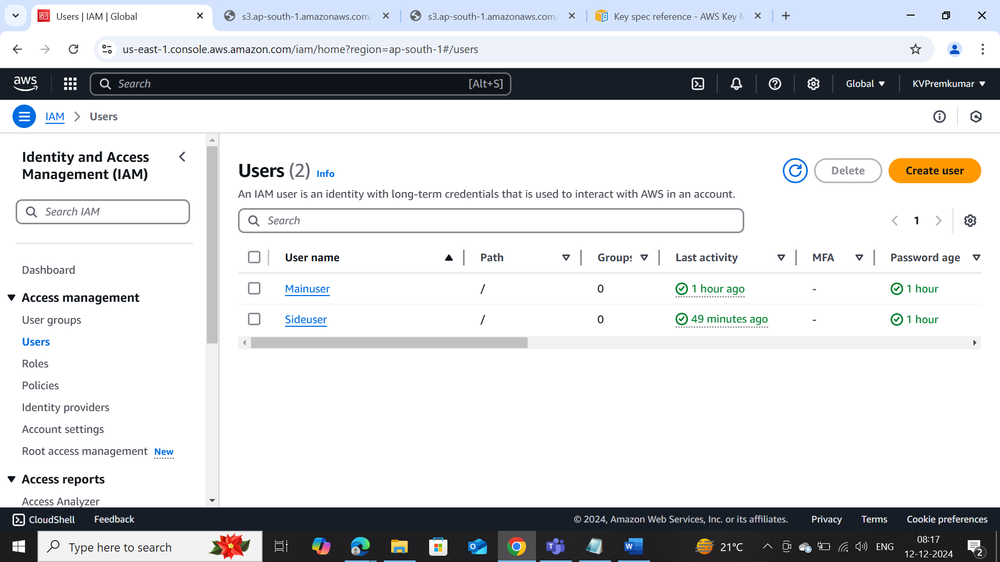 Users | IAM | Global
s3.ap-south-1.amazonaws.com/
s3.ap-south-1.amazonaws.com/
Key spec reference - AWS Key M
us-east-1.console.aws.amazon.com/iam/home?region=ap-south-1#/users
aws
Search
[Alt+S]
Global
KVPremkumar
IAM
Users
Identity and Access
Management (IAM)
Search IAM
Dashboard
Access management
User groups
Users
Roles
Policies
Identity providers
Account settings
Root access management New
Access reports
Access Analyzer
Users (2) Info
Delete
Create user
An IAM user is an identity with long-term credentials that is used to interact with AWS in an account.
Search
1
User name Path Groups Last activity MFA Password age
Mainuser / 0 1 hour ago - 1 hour
Sideuser / 0 49 minutes ago - 1 hour
CloudShell
Feedback
© 2024, Amazon Web Services, Inc. or its affiliates.
Privacy
Terms
Cookie preferences
Type here to search
21°C
ENG
08:17
12-12-2024
2